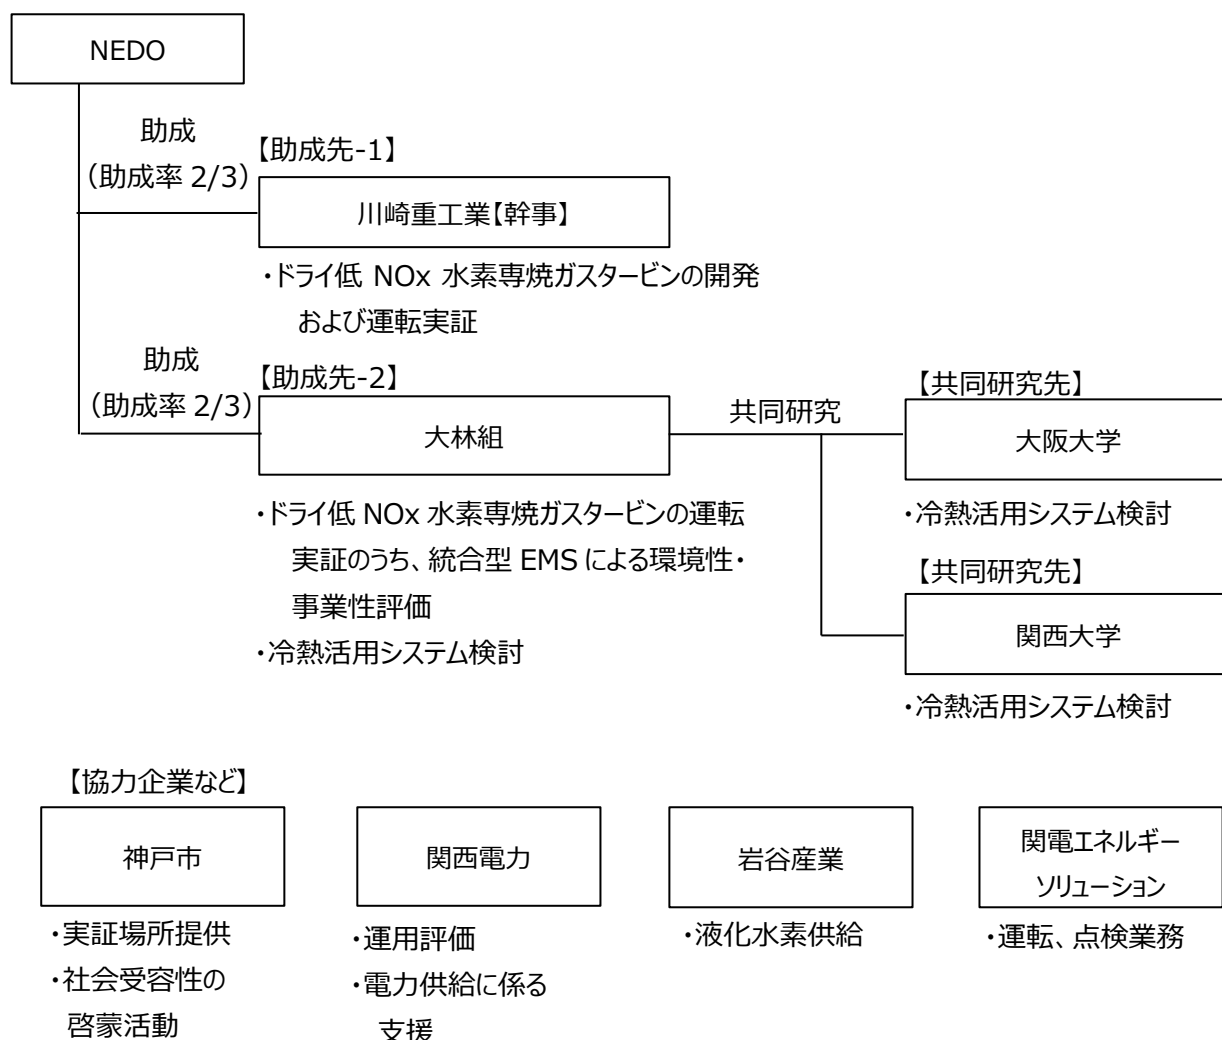 NEDO
助成
（助成率 2/3）
【助成先-1】
川崎重工業【幹事】
・ドライ低 NOx 水素専焼ガスタービンの開発
および運転実証
助成
（助成率 2/3）
【助成先-2】
大林組
・ドライ低 NOx 水素専焼ガスタービンの運転
実証のうち、統合型 EMS による環境性・
事業性評価
・冷熱活用システム検討
共同研究
【共同研究先】
大阪大学
・冷熱活用システム検討
【共同研究先】
関西大学
・冷熱活用システム検討
【協力企業など】
神戸市
・実証場所提供
・社会受容性の
啓蒙活動
関西電力
・運用評価
・電力供給に係る
支援
岩谷産業
・液化水素供給
関電エネルギー
ソリューション
・運転、点検業務